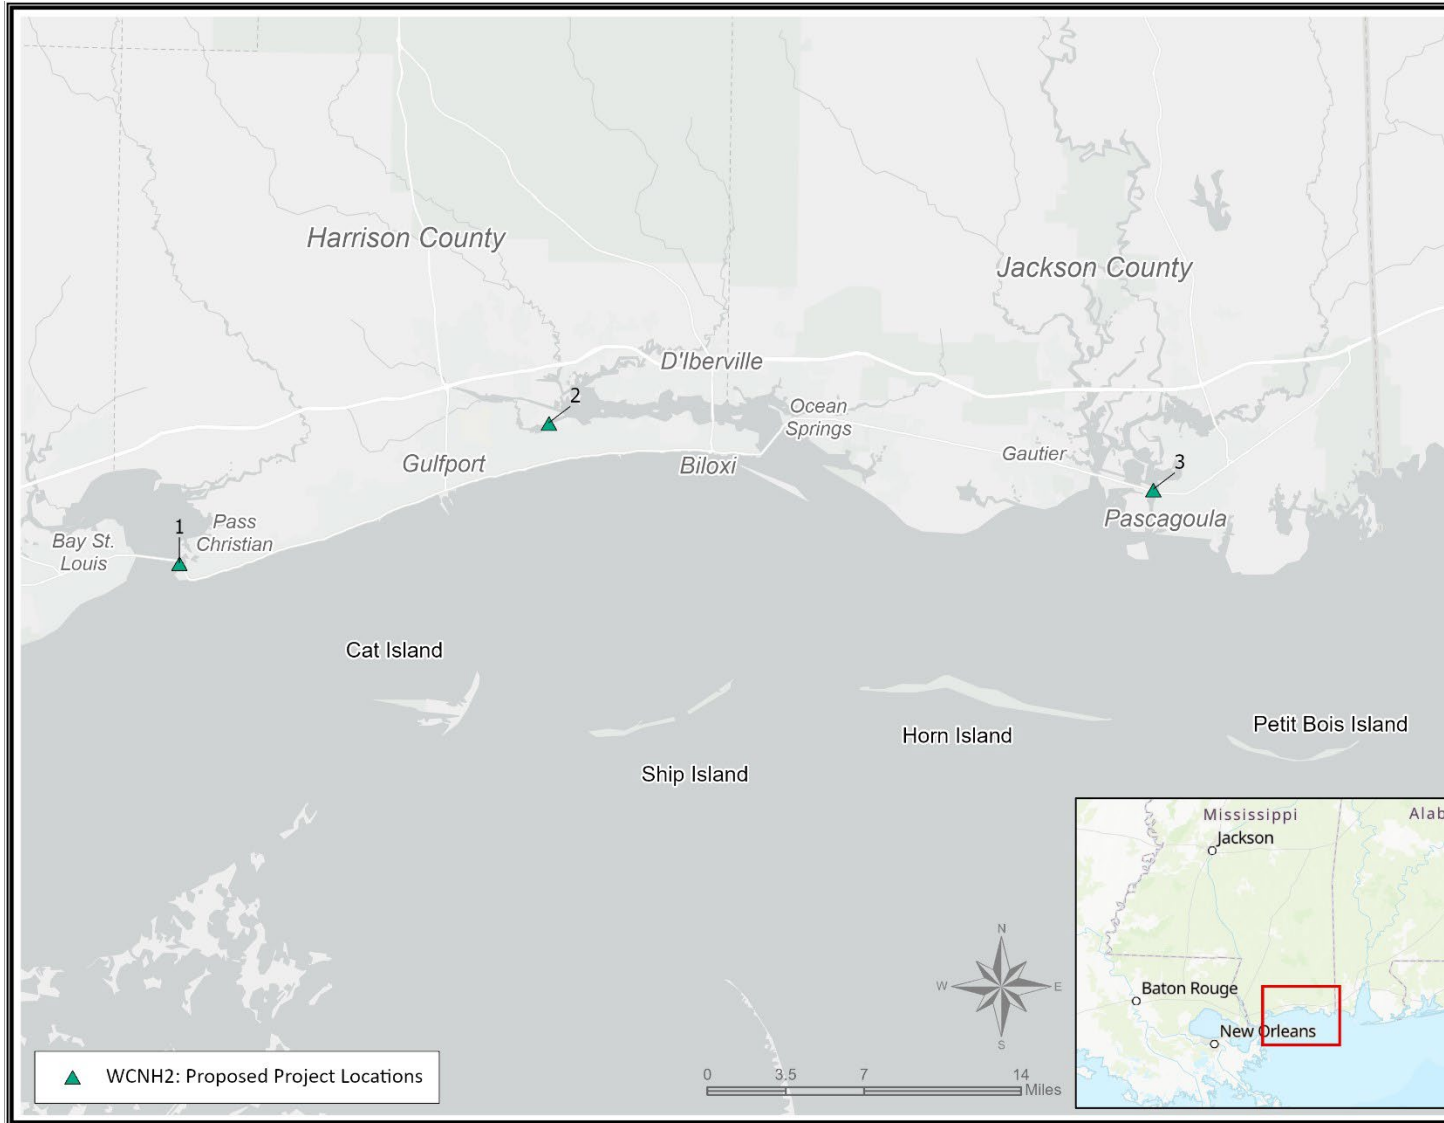 Harrison County
Jackson County
D'Iberville
2
Ocean
Springs
Gulfport
Biloxi
Gautier
3
Pascagoula
1
Pass
Christian
Bay St.
Louis
Cat Island
Ship Island
Horn Island
Petit Bois Island
Mississippi
Alab
Jackson
Baton Rouge
New Orleans
N
W
E
S
0 3.5 7 14
Miles
WCNH2: Proposed Project Locations